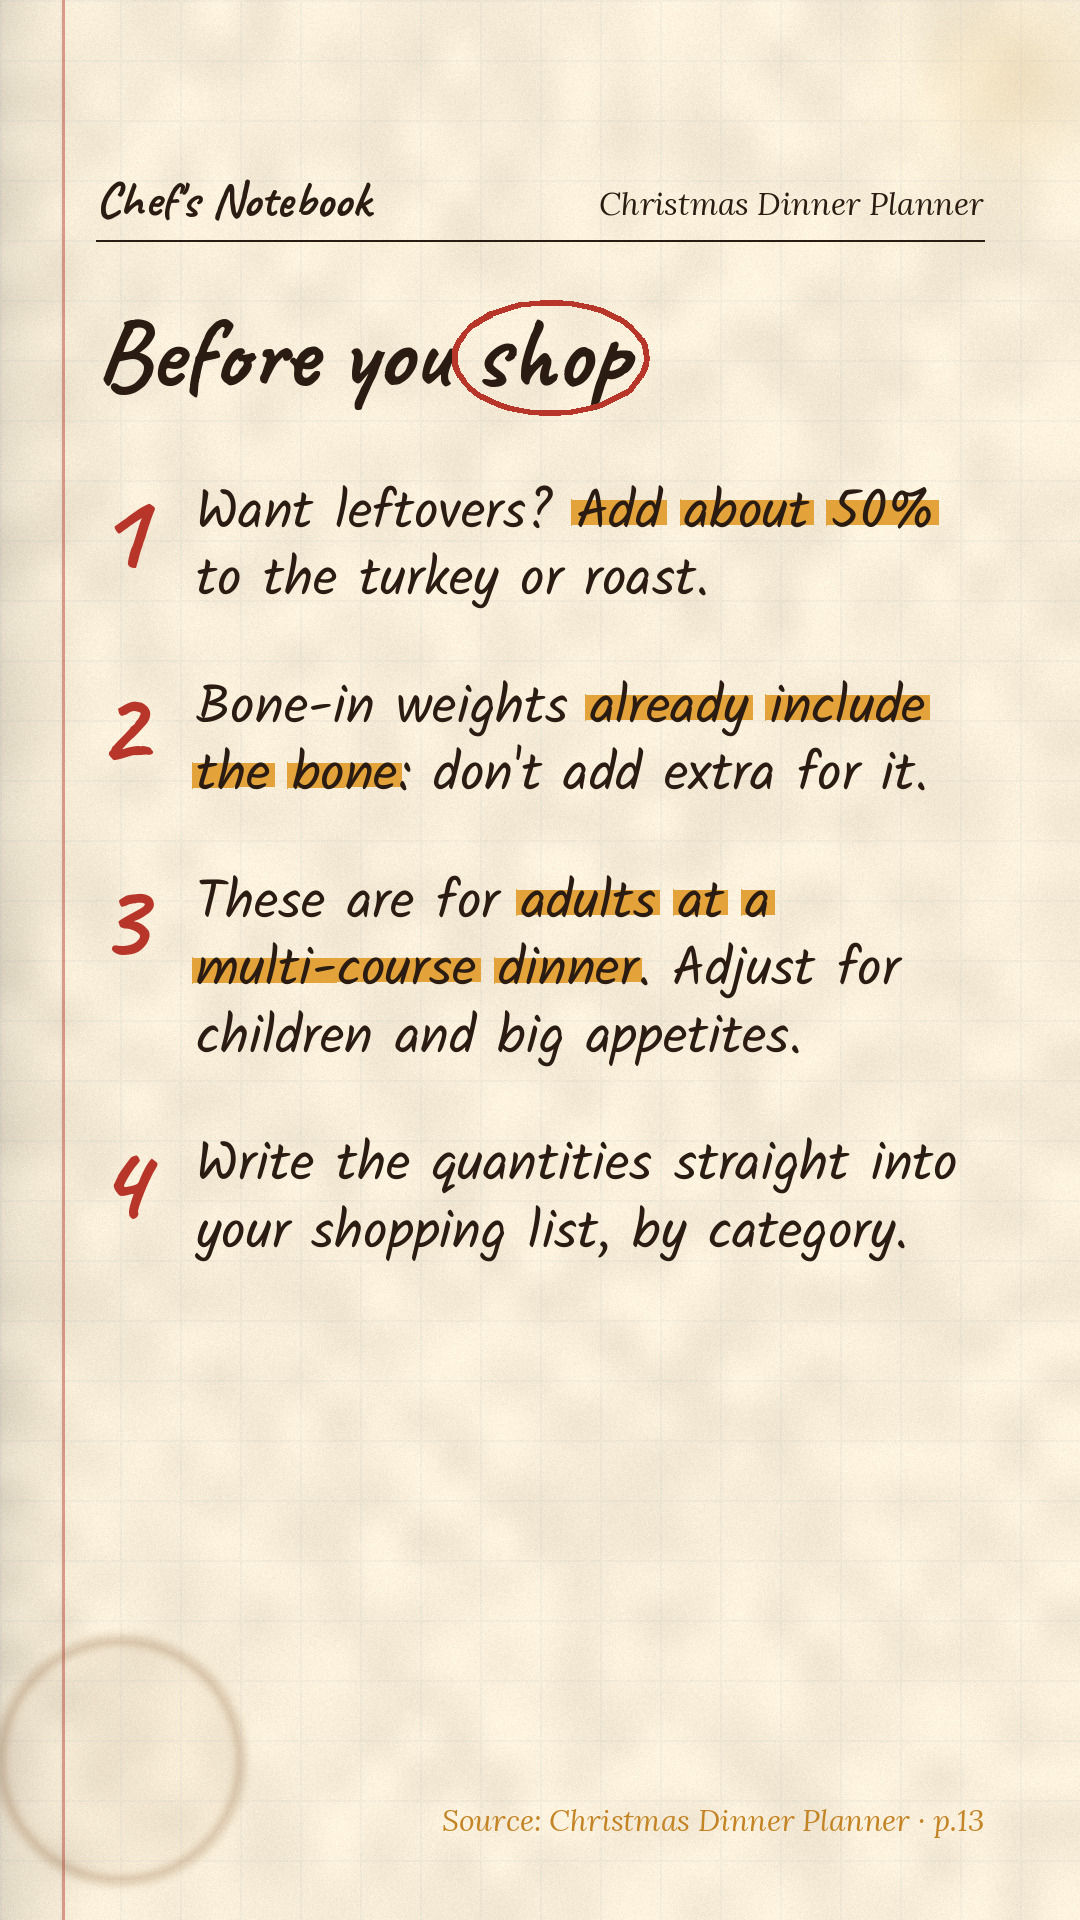 Chef's Notebook
Christmas Dinner Planner
Before you shop
1
Want leftovers? Add about 50%
to the turkey or roast.
2
Bone-in weights already include
the bone: don't add extra for it.
3
These are for adults at a
multi-course dinner. Adjust for
children and big appetites.
4
Write the quantities straight into
your shopping list, by category.
Source: Christmas Dinner Planner · p.13